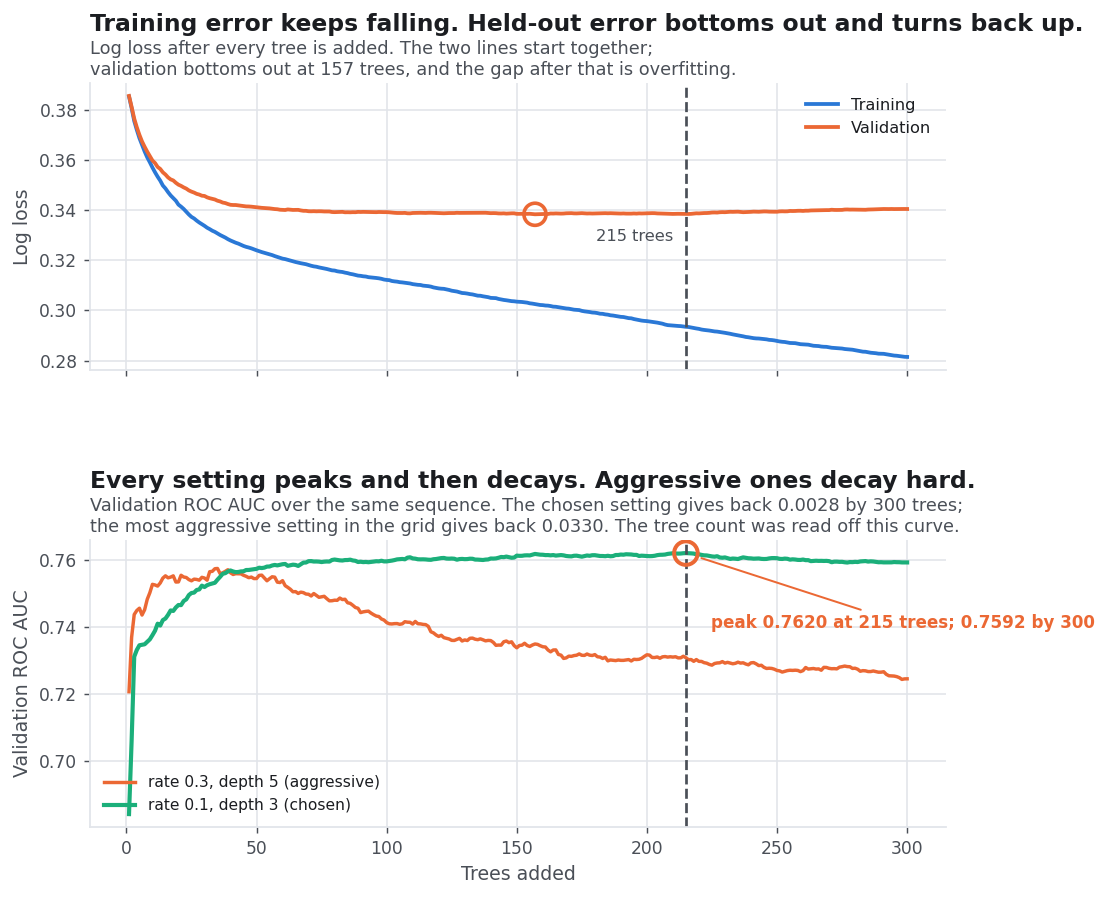 Training error keeps falling. Held-out error bottoms out and turns back up.
Log loss after every tree is added. The two lines start together;
validation bottoms out at 157 trees, and the gap after that is overfitting.
Log loss
0.38
0.36
0.34
0.32
0.30
0.28
Training
Validation
215 trees
Every setting peaks and then decays. Aggressive ones decay hard.
Validation ROC AUC over the same sequence. The chosen setting gives back 0.0028 by 300 trees;
the most aggressive setting in the grid gives back 0.0330. The tree count was read off this curve.
Validation ROC AUC
0.76
0.74
0.72
0.70
peak 0.7620 at 215 trees; 0.7592 by 300
rate 0.3, depth 5 (aggressive)
rate 0.1, depth 3 (chosen)
0 50 100 150 200 250 300
Trees added